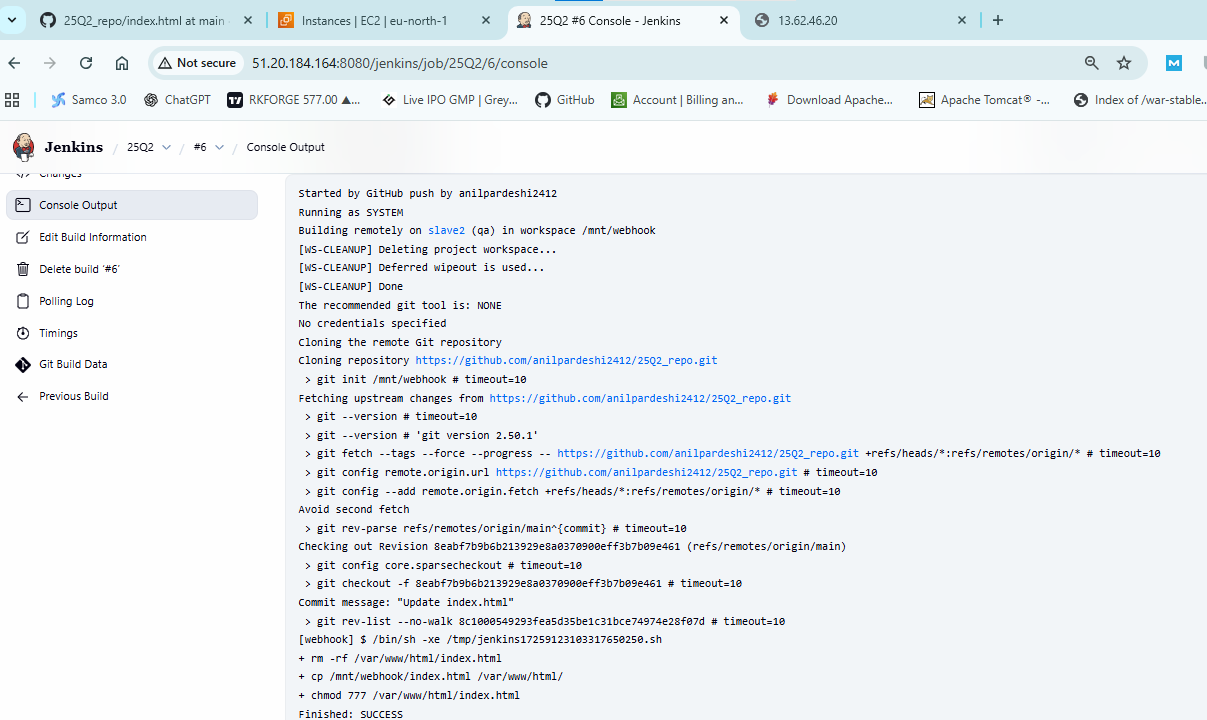 25Q2_repo/index.html at main
Instances | EC2 | eu-north-1
25Q2 #6 Console - Jenkins
13.62.46.20
Not secure
51.20.184.164:8080/jenkins/job/25Q2/6/console
M
Samco 3.0
ChatGPT
RKFORGE 577.00 ▲...
Live IPO GMP | Grey...
GitHub
Account | Billing an...
Download Apache...
Apache Tomcat® -...
Index of /war-stable...
Jenkins / 25Q2 / #6 / Console Output
Changes
Console Output
Edit Build Information
Delete build ‘#6’
Polling Log
Timings
Git Build Data
Previous Build
Started by GitHub push by anilpardeshi2412
Running as SYSTEM
Building remotely on slave2 (qa) in workspace /mnt/webhook
[WS-CLEANUP] Deleting project workspace...
[WS-CLEANUP] Deferred wipeout is used...
[WS-CLEANUP] Done
The recommended git tool is: NONE
No credentials specified
Cloning the remote Git repository
Cloning repository https://github.com/anilpardeshi2412/25Q2_repo.git
> git init /mnt/webhook # timeout=10
Fetching upstream changes from https://github.com/anilpardeshi2412/25Q2_repo.git
> git --version # timeout=10
> git --version # 'git version 2.50.1'
> git fetch --tags --force --progress -- https://github.com/anilpardeshi2412/25Q2_repo.git +refs/heads/*:refs/remotes/origin/* # timeout=10
> git config remote.origin.url https://github.com/anilpardeshi2412/25Q2_repo.git # timeout=10
> git config --add remote.origin.fetch +refs/heads/*:refs/remotes/origin/* # timeout=10
Avoid second fetch
> git rev-parse refs/remotes/origin/main^{commit} # timeout=10
Checking out Revision 8eabf7b9b6b213929e8a0370900eff3b7b09e461 (refs/remotes/origin/main)
> git config core.sparsecheckout # timeout=10
> git checkout -f 8eabf7b9b6b213929e8a0370900eff3b7b09e461 # timeout=10
Commit message: "Update index.html"
> git rev-list --no-walk 8c1000549293fea5d35be1c31bce74974e28f07d # timeout=10
[webhook] $ /bin/sh -xe /tmp/jenkins17259123103317650250.sh
+ rm -rf /var/www/html/index.html
+ cp /mnt/webhook/index.html /var/www/html/
+ chmod 777 /var/www/html/index.html
Finished: SUCCESS